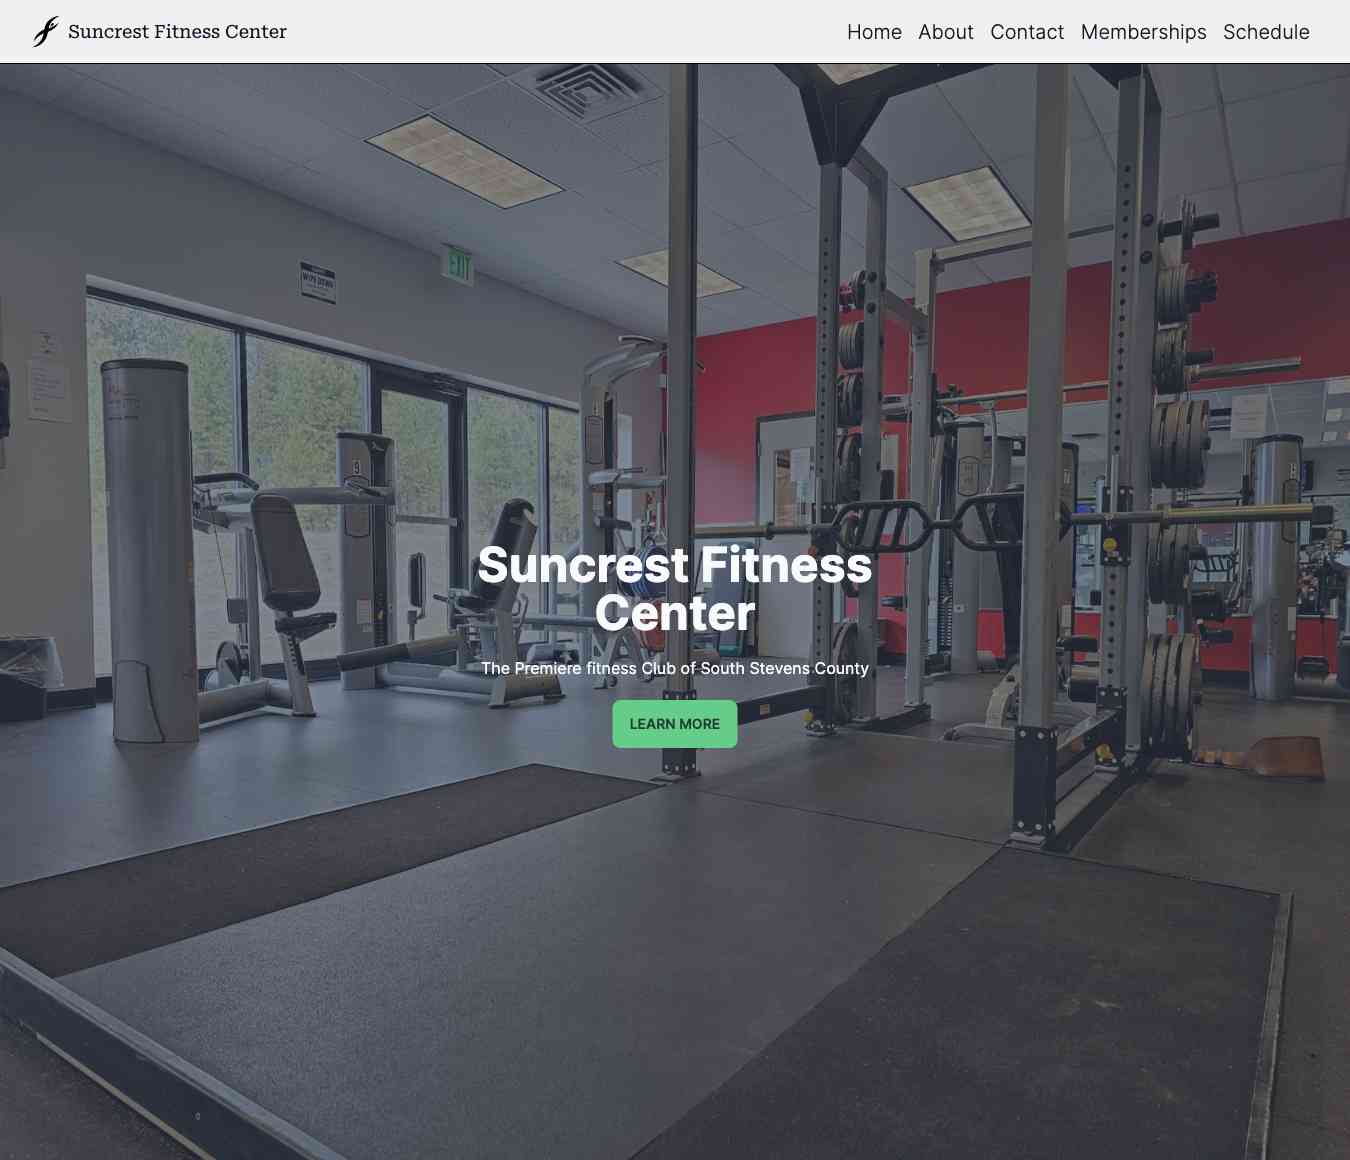 Suncrest Fitness Center
Home About Contact Memberships Schedule
EXIT
WIPE DOWN
9
Suncrest Fitness
Center
The Premiere fitness Club of South Stevens County
LEARN MORE